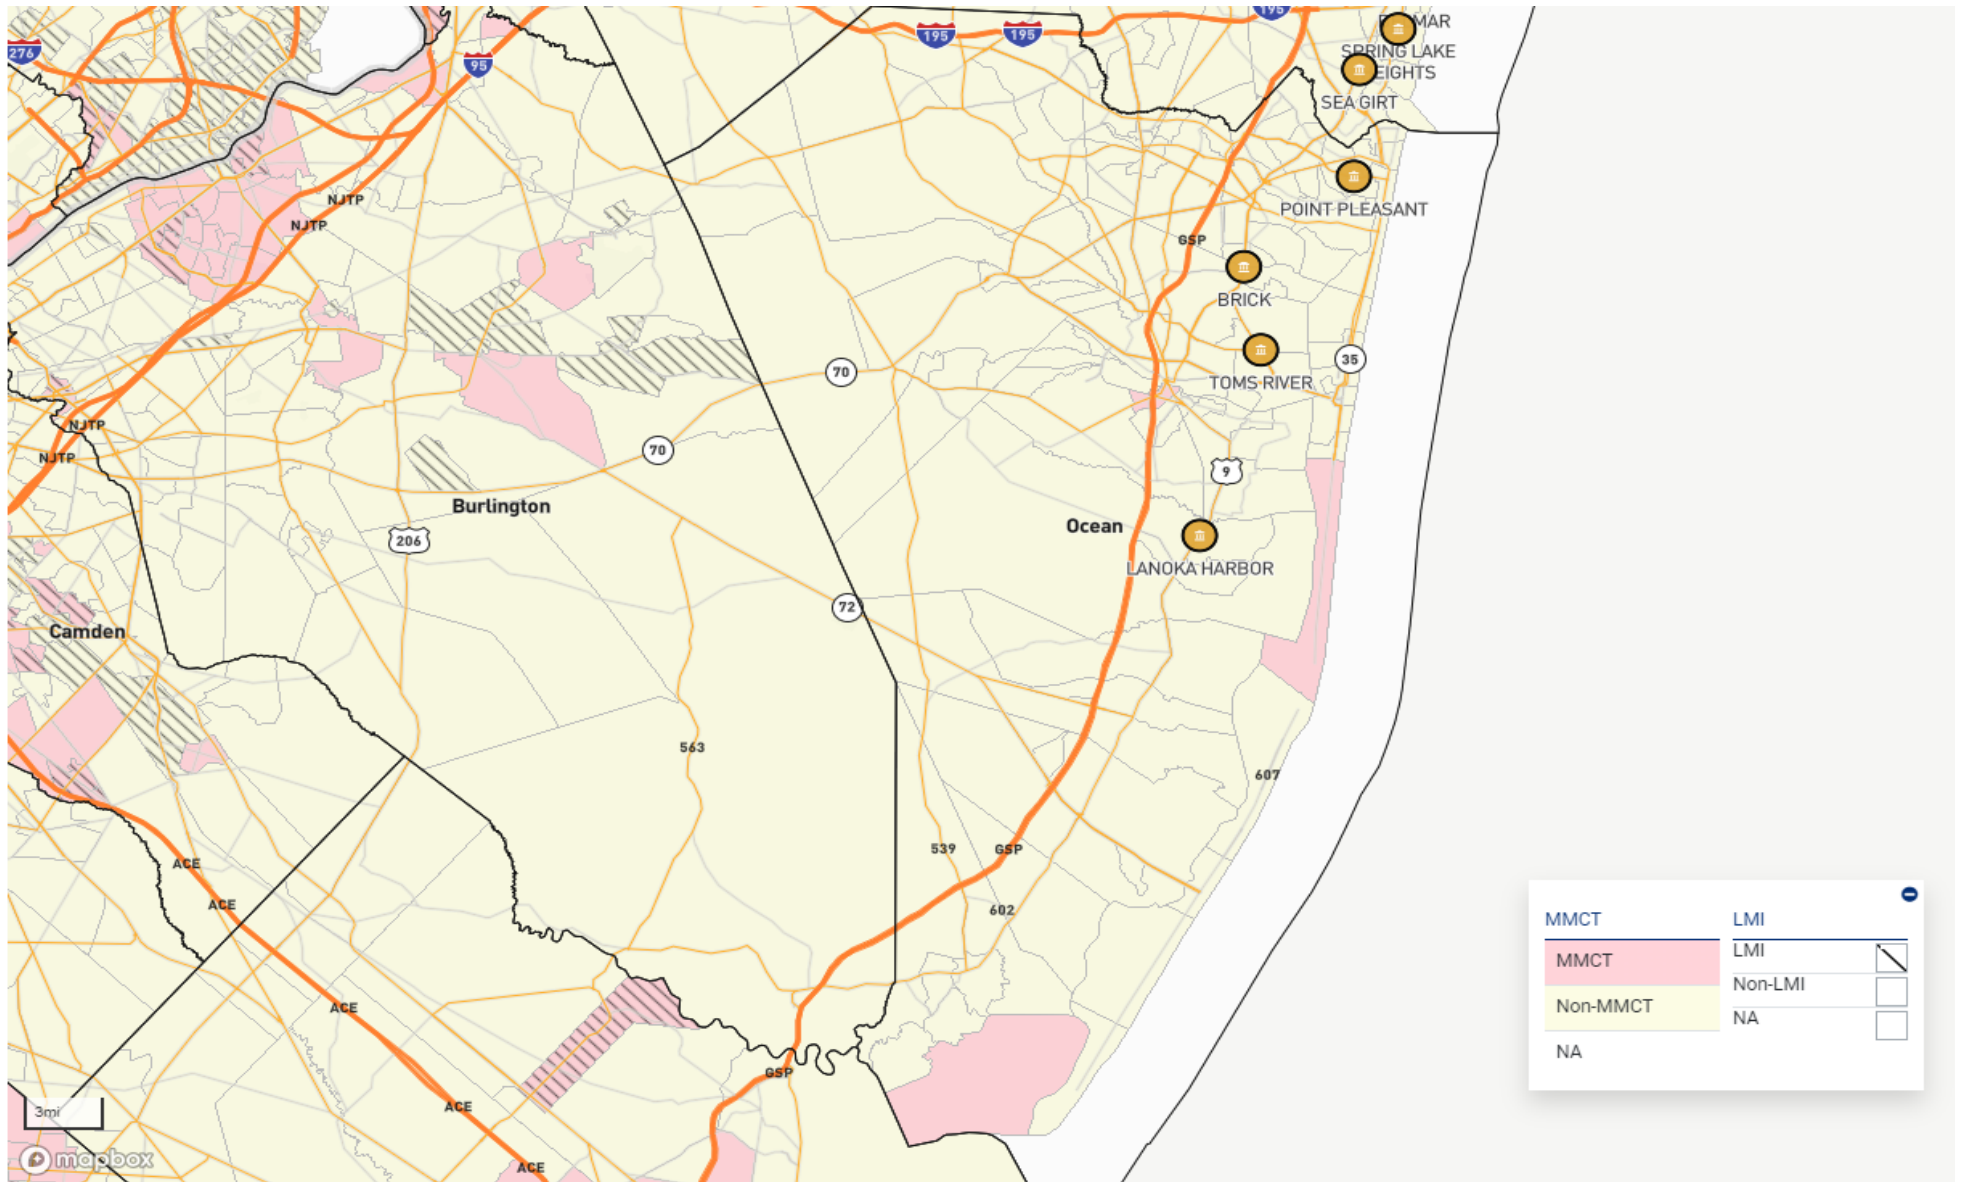 276
95
195
195
195
MAR
SPRING LAKE
EIGHTS
SEA GIRT
NJTP
NJTP
POINT PLEASANT
GSP
BRICK
70
35
TOMS RIVER
NJTP
NJTP
70
9
Burlington
206
Ocean
LANOKA HARBOR
72
Camden
563
607
539
GSP
ACE
ACE
602
ACE
GSP
ACE
ACE
3mi
mapbox
MMCT
LMI
MMCT
LMI
Non-MMCT
Non-LMI
NA
NA